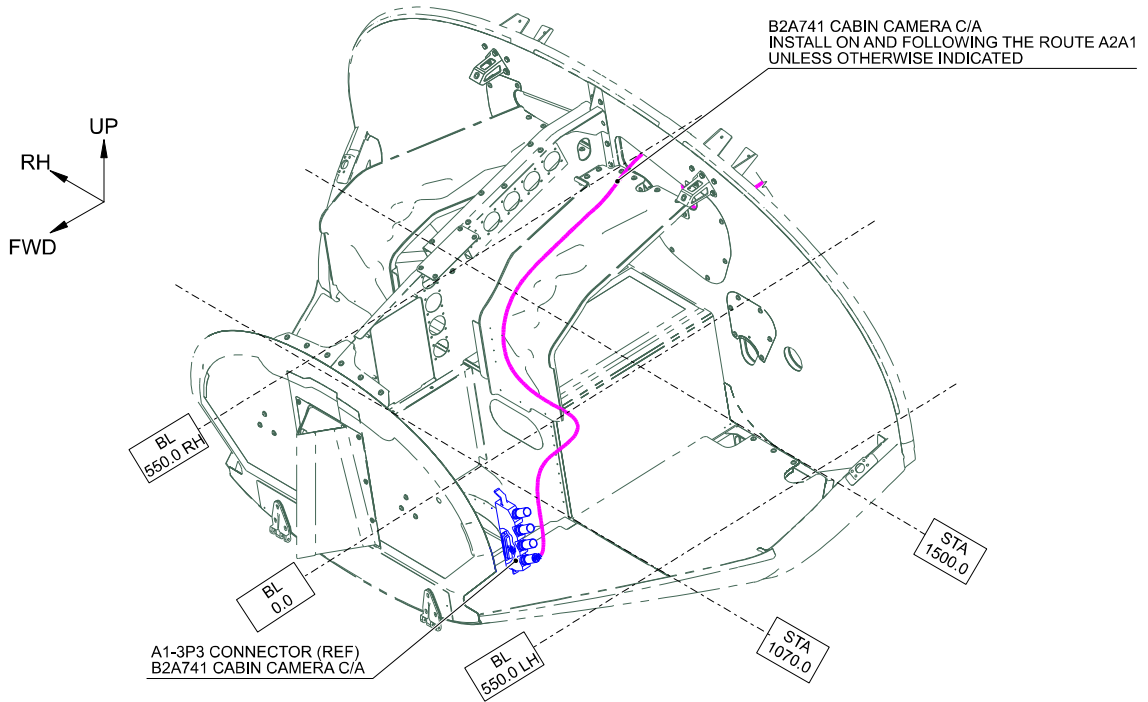 B2A741 CABIN CAMERA C/A
INSTALL ON AND FOLLOWING THE ROUTE A2A1
UNLESS OTHERWISE INDICATED
UP
RH
FWD
BL
550.0 RH
BL
0.0
A1-3P3 CONNECTOR (REF)
B2A741 CABIN CAMERA C/A
BL
550.0 LH
STA
1070.0
STA
1500.0